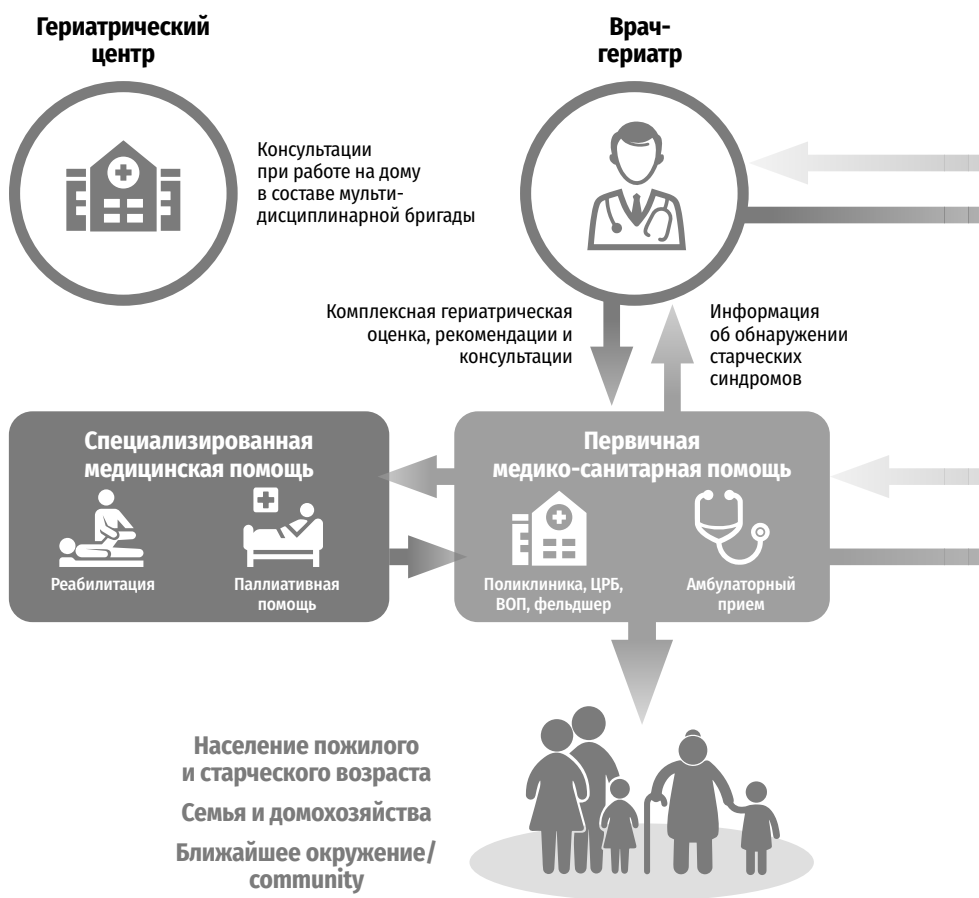 Гериатрический
центр
Врач-
гериатр
Консультации
при работе на дому
в составе мульти-
дисциплинарной бригады
Комплексная гериатрическая
оценка, рекомендации и
консультации
Информация
об обнаружении
старческих
синдромов
Специализированная
медицинская помощь
Реабилитация
Паллиативная
помощь
Первичная
медико-санитарная помощь
Поликлиника, ЦРБ,
ВОП, фельдшер
Амбулаторный
прием
Население пожилого
и старческого возраста
Семья и домохозяйства
Ближайшее окружение/
community